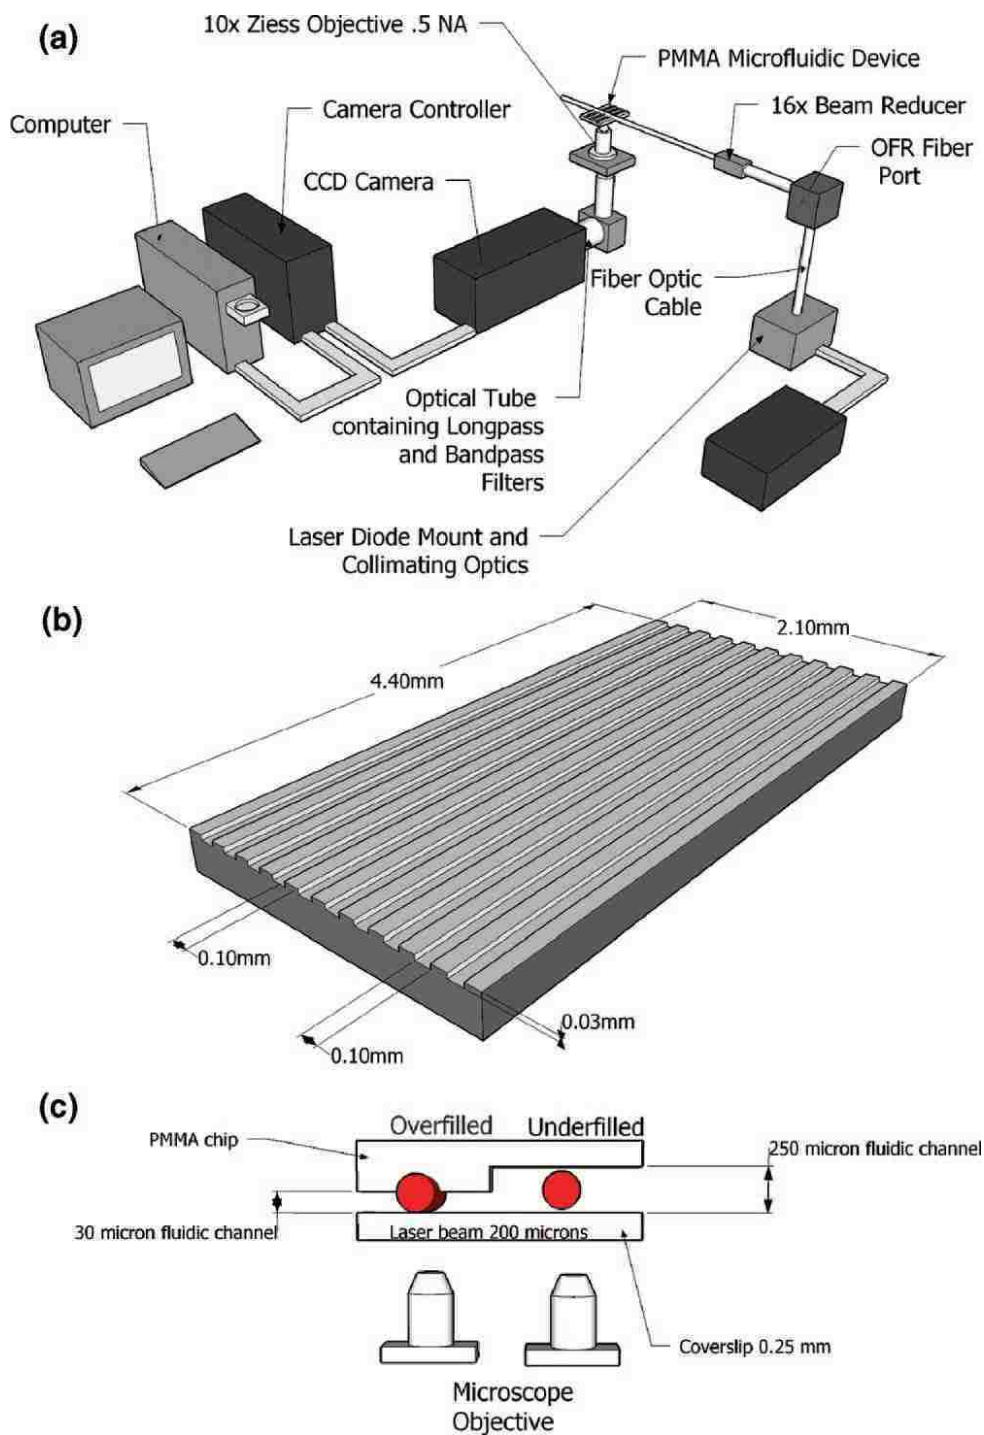 (a)
10x Ziess Objective .5 NA
PMMA Microfluidic Device
Camera Controller
16x Beam Reducer
Computer
OFR Fiber
Port
CCD Camera
Fiber Optic
Cable
Optical Tube
containing Longpass
and Bandpass
Filters
Laser Diode Mount and
Collimating Optics
(b)
2.10mm
4.40mm
0.10mm
0.03mm
0.10mm
(c)
Overfilled
Underfilled
PMMA chip
250 micron fluidic channel
30 micron fluidic channel
Laser beam 200 microns
Coverslip 0.25 mm
Microscope
Objective